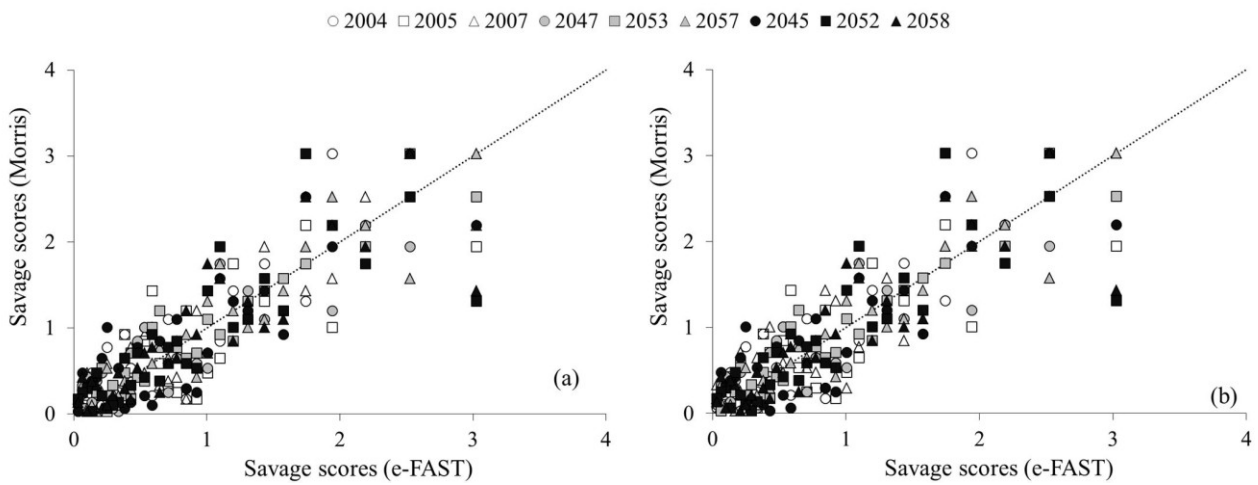 2004 2005 2007 2047 2053 2057 2045 2052 2058
4
3
2
1
0
Savage scores (Morris)
0 1 2 3 4
Savage scores (e-FAST)
(a)
4
3
2
1
0
Savage scores (Morris)
0 1 2 3 4
Savage scores (e-FAST)
(b)